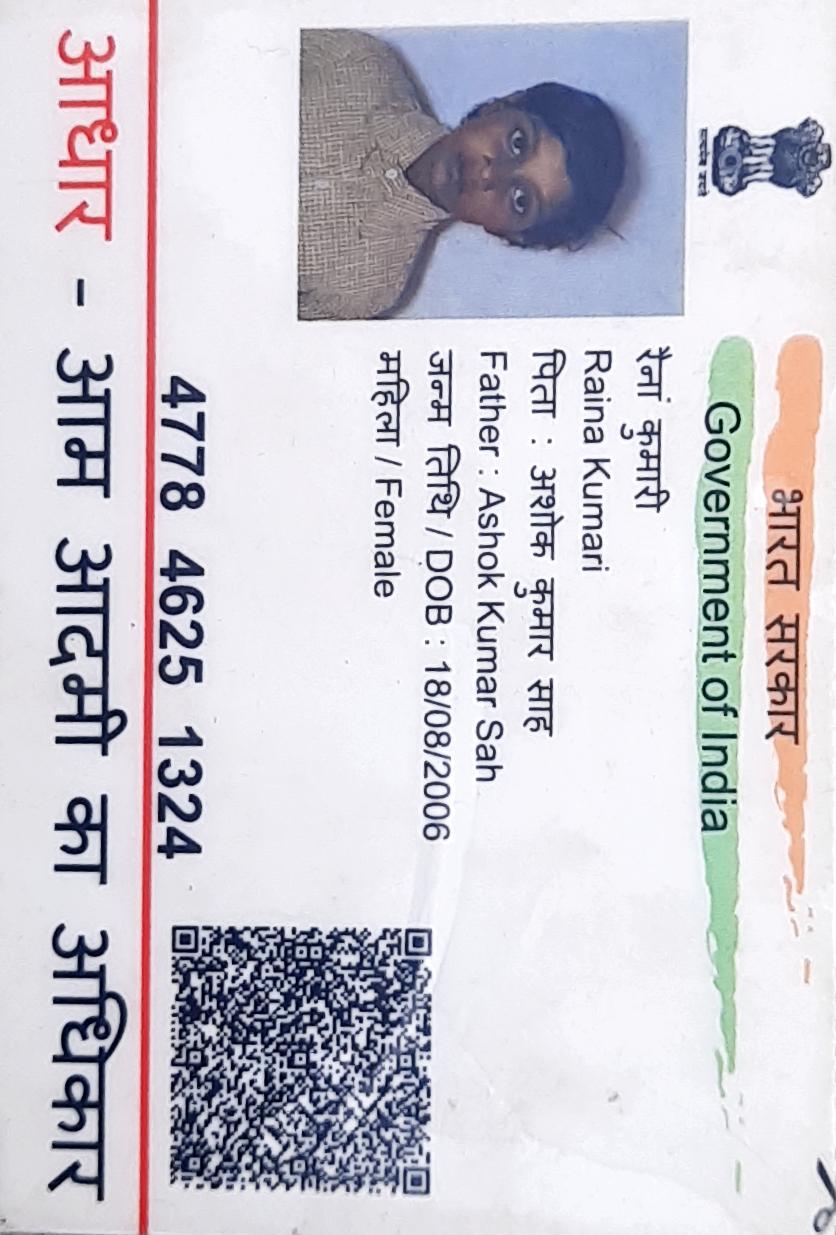 भारत सरकार
Government of India
सत्यमेव जयते
रैनां कुमारी
Raina Kumari
पिता : अशोक कुमार साह
Father : Ashok Kumar Sah
जन्म तिथि / DOB : 18/08/2006
महिला / Female
4778 4625 1324
आधार - आम आदमी का अधिकार